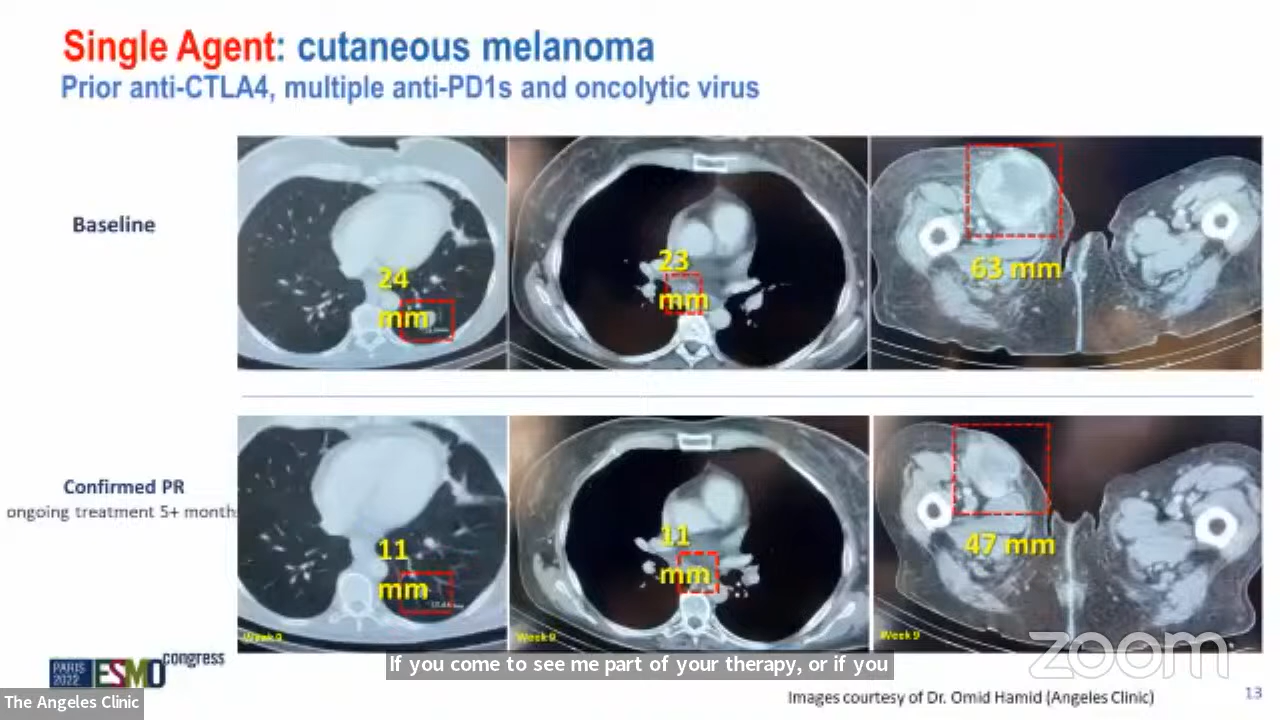 Single Agent: cutaneous melanoma
Prior anti-CTLA4, multiple anti-PD1s and oncolytic virus
Baseline
24
mm
23
mm
63 mm
Confirmed PR
ongoing treatment 5+ month
11
mm
11
mm
47 mm
Week 9
Week 9
Week 9
zoom
PARIS
2022
ESMO
congress
If you come to see me part of your therapy, or if you
The Angeles Clinic
Images courtesy of Dr. Omid Hamid (Angeles Clinic)
13